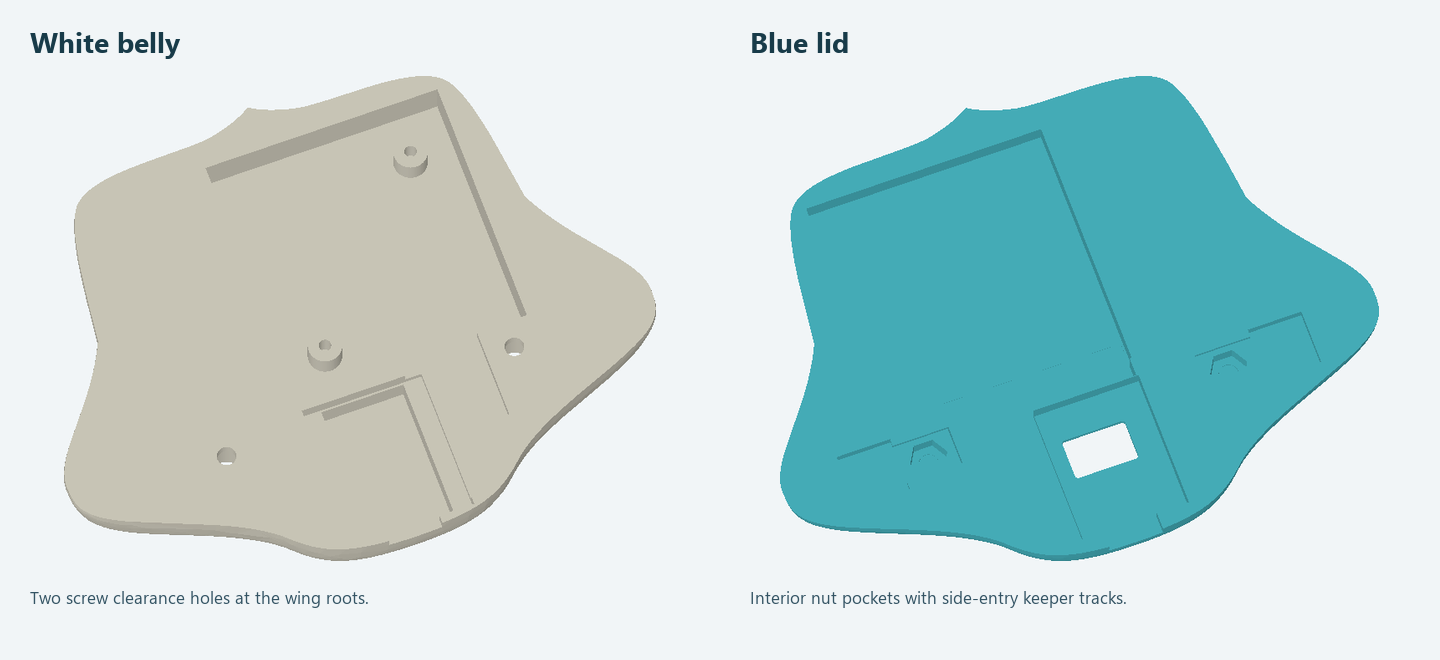 White belly
Blue lid
Two screw clearance holes at the wing roots.
Interior nut pockets with side-entry keeper tracks.